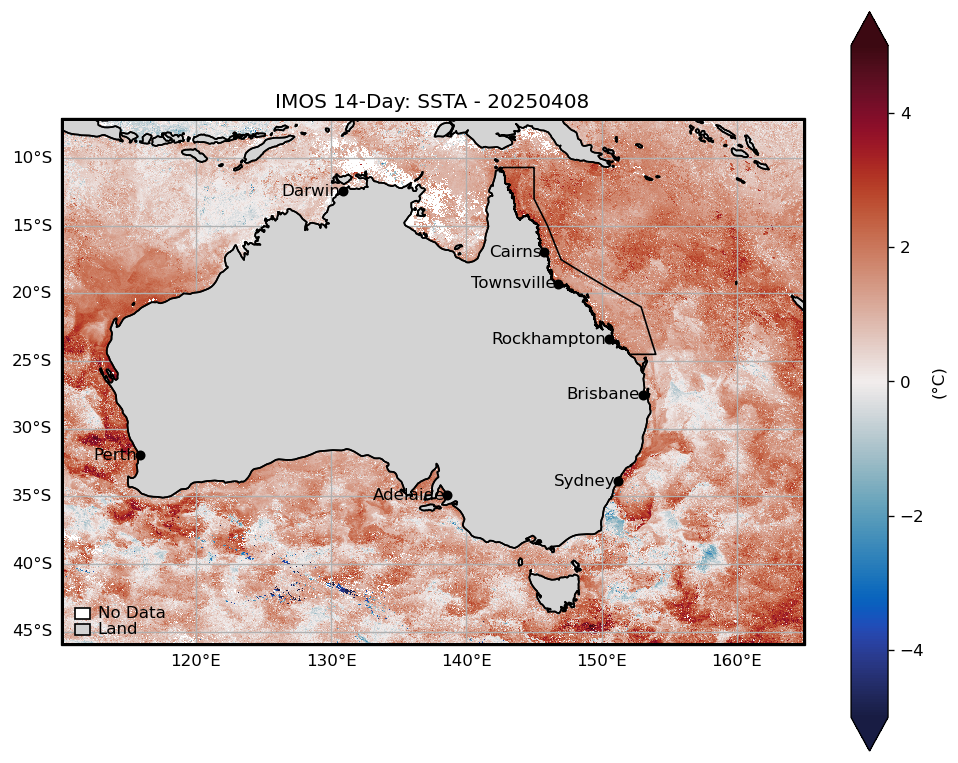 IMOS 14-Day: SSTA - 20250408
10°S
15°S
20°S
25°S
30°S
35°S
40°S
45°S
120°E
130°E
140°E
150°E
160°E
Darwin
Cairns
Townsville
Rockhampton
Brisbane
Perth
Sydney
Adelaide
No Data
Land
4
2
0
−2
−4
(°C)